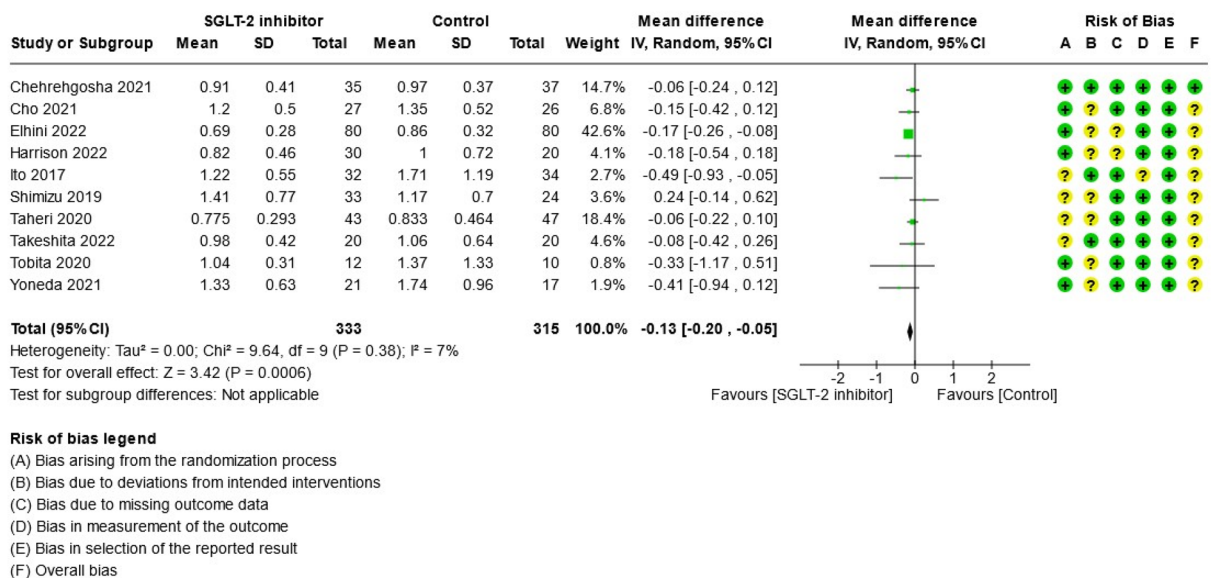 SGLT-2 inhibitor Control Mean difference Mean difference Risk of Bias
Study or Subgroup Mean SD Total Mean SD Total Weight IV, Random, 95% CI IV, Random, 95% CI A B C D E F
Chehrehgosha 2021 0.91 0.41 35 0.97 0.37 37 14.7% -0.06 [-0.24 , 0.12] + + + + + +
Cho 2021 1.2 0.5 27 1.35 0.52 26 6.8% -0.15 [-0.42 , 0.12] + ? + + + ?
Elhini 2022 0.69 0.28 80 0.86 0.32 80 42.6% -0.17 [-0.26 , -0.08] + ? ? + + ?
Harrison 2022 0.82 0.46 30 1 0.72 20 4.1% -0.18 [-0.54 , 0.18] + ? ? + + ?
Ito 2017 1.22 0.55 32 1.71 1.19 34 2.7% -0.49 [-0.93 , -0.05] ? ? + ? + ?
Shimizu 2019 1.41 0.77 33 1.17 0.7 24 3.6% 0.24 [-0.14 , 0.62] ? ? + + + ?
Taheri 2020 0.775 0.293 43 0.833 0.464 47 18.4% -0.06 [-0.22 , 0.10] ? ? + + + ?
Takeshita 2022 0.98 0.42 20 1.06 0.64 20 4.6% -0.08 [-0.42 , 0.26] ? + + + + ?
Tobita 2020 1.04 0.31 12 1.37 1.33 10 0.8% -0.33 [-1.17 , 0.51] + ? + + + ?
Yoneda 2021 1.33 0.63 21 1.74 0.96 17 1.9% -0.41 [-0.94 , 0.12] + ? + + + ?
Total (95% CI) 333 315 100.0% -0.13 [-0.20 , -0.05]
Heterogeneity: Tau² = 0.00; Chi² = 9.64, df = 9 (P = 0.38); I² = 7%
Test for overall effect: Z = 3.42 (P = 0.0006)
-2 -1 0 1 2
Test for subgroup differences: Not applicable
Favours [SGLT-2 inhibitor] Favours [Control]
Risk of bias legend
(A) Bias arising from the randomization process
(B) Bias due to deviations from intended interventions
(C) Bias due to missing outcome data
(D) Bias in measurement of the outcome
(E) Bias in selection of the reported result
(F) Overall bias